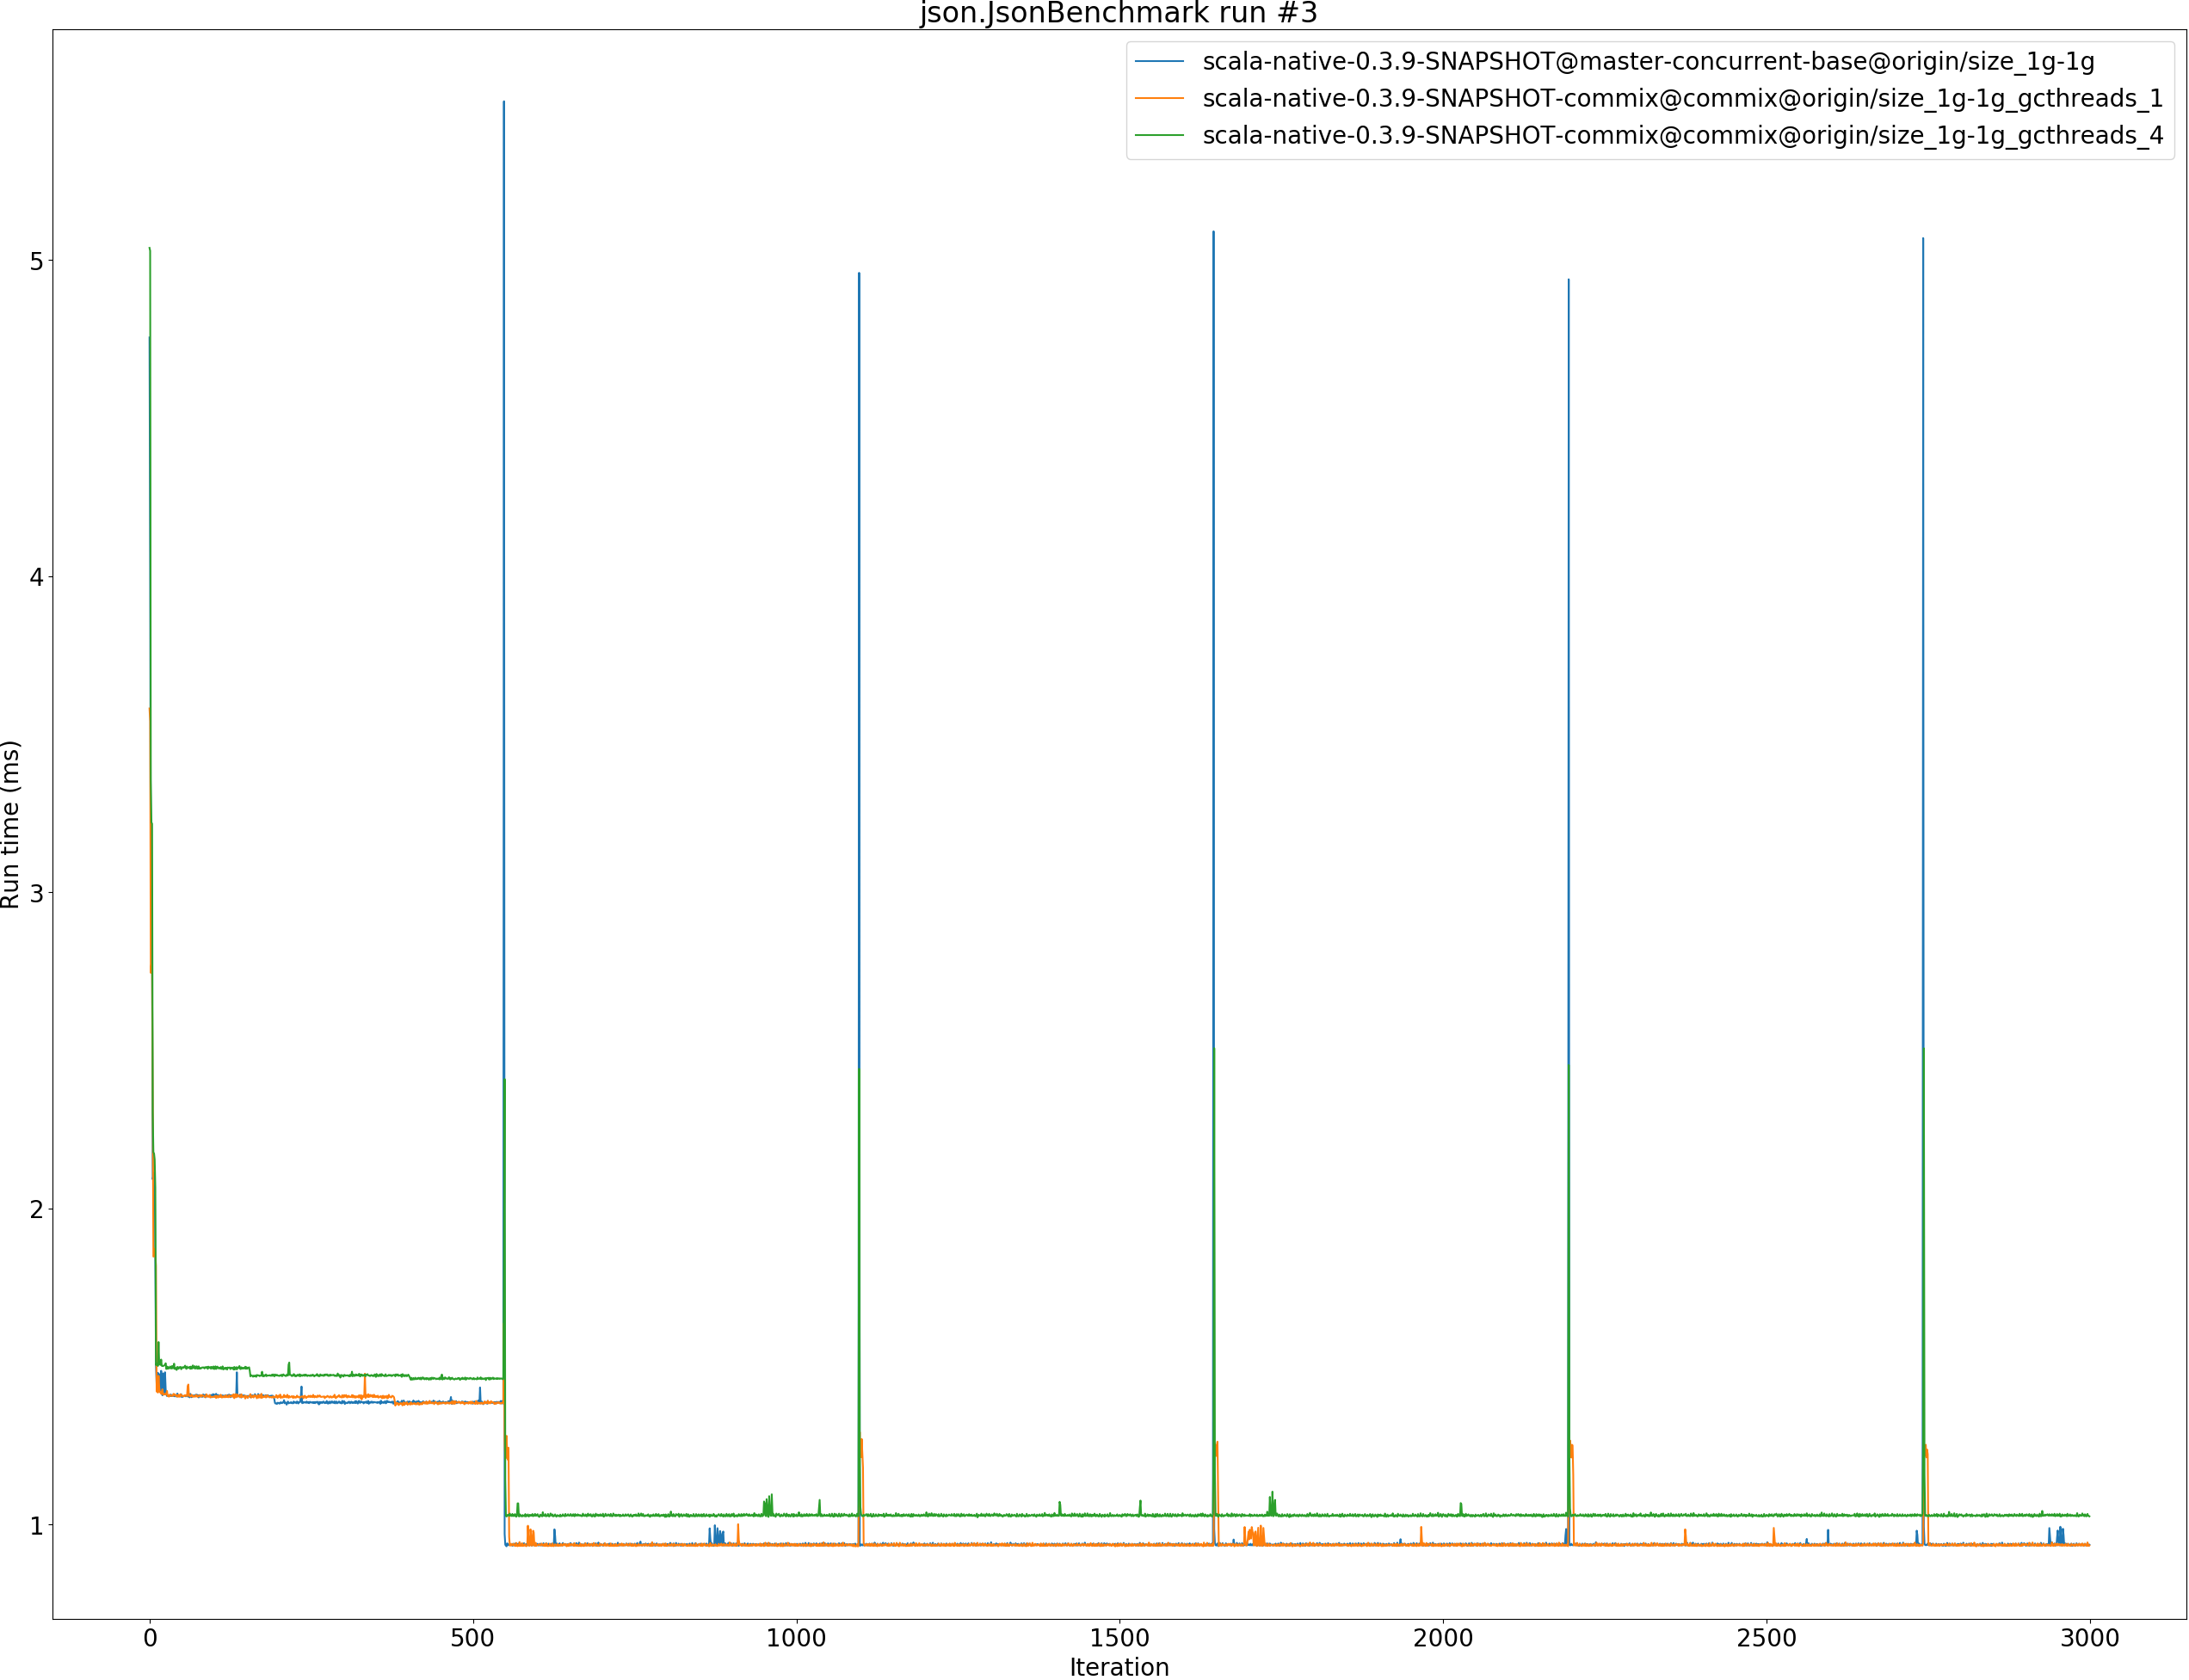 json.JsonBenchmark run #3
scala-native-0.3.9-SNAPSHOT@master-concurrent-base@origin/size_1g-1g
scala-native-0.3.9-SNAPSHOT-commix@commix@origin/size_1g-1g_gcthreads_1
scala-native-0.3.9-SNAPSHOT-commix@commix@origin/size_1g-1g_gcthreads_4
Run time (ms)
5
4
3
2
1
0 500 1000 1500 2000 2500 3000
Iteration